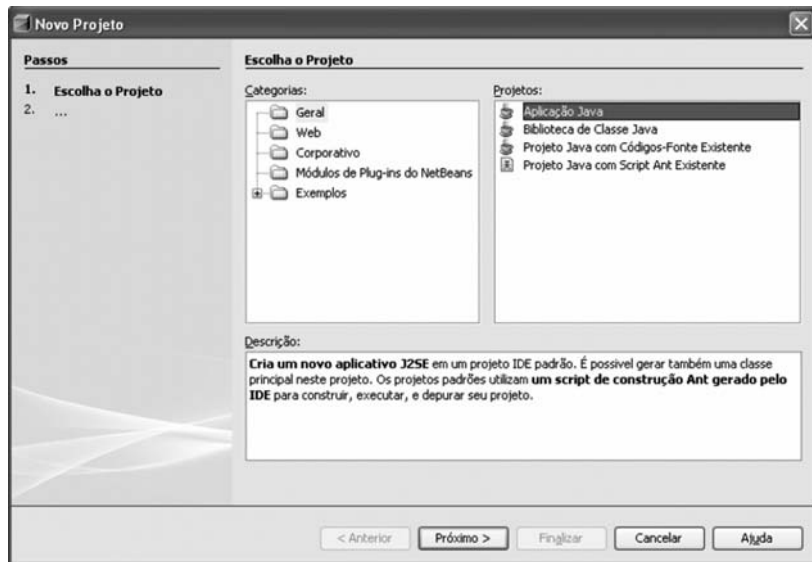 Novo Projeto
Passos
1. Escolha o Projeto
2. ...
Escolha o Projeto
Categorias:
Geral
Web
Corporativo
Módulos de Plug-ins do NetBeans
Exemplos
Projetos:
Aplicação Java
Biblioteca de Classe Java
Projeto Java com Códigos-Fonte Existente
Projeto Java com Script Ant Existente
Descrição:
Cria um novo aplicativo J2SE em um projeto IDE padrão. É possivel gerar também uma classe
principal neste projeto. Os projetos padrões utilizam um script de construção Ant gerado pelo
IDE para construir, executar, e depurar seu projeto.
< Anterior
Próximo >
Finalizar
Cancelar
Ajuda